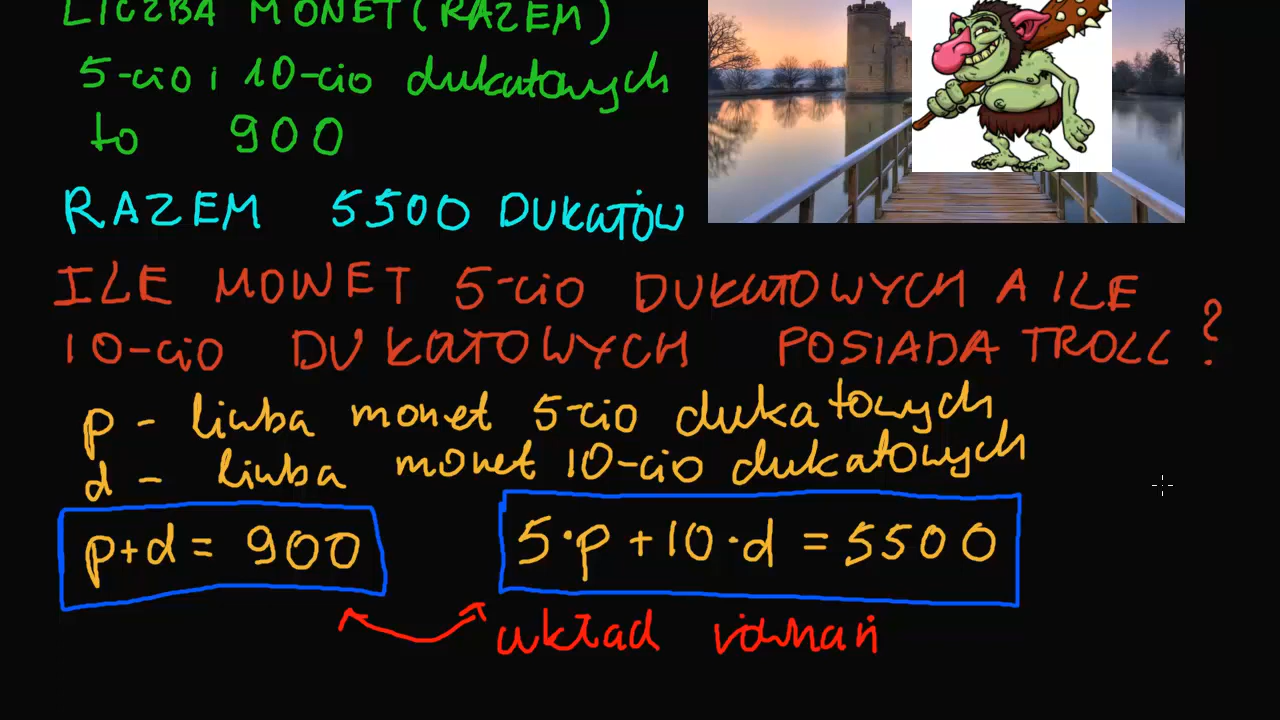 LICZBA MONET (RAZEM)
5-cio i 10-cio dukatowych
to 900
RAZEM 5500 DUKATÓW
ILE MONET 5-cio DUKATOWYCH A ILE
10-cio DUKATOWYCH POSIADA TROLL?
p - liczba monet 5-cio dukatowych
d - liczba monet 10-cio dukatowych
p+d = 900
5·p + 10·d = 5500
układ równań